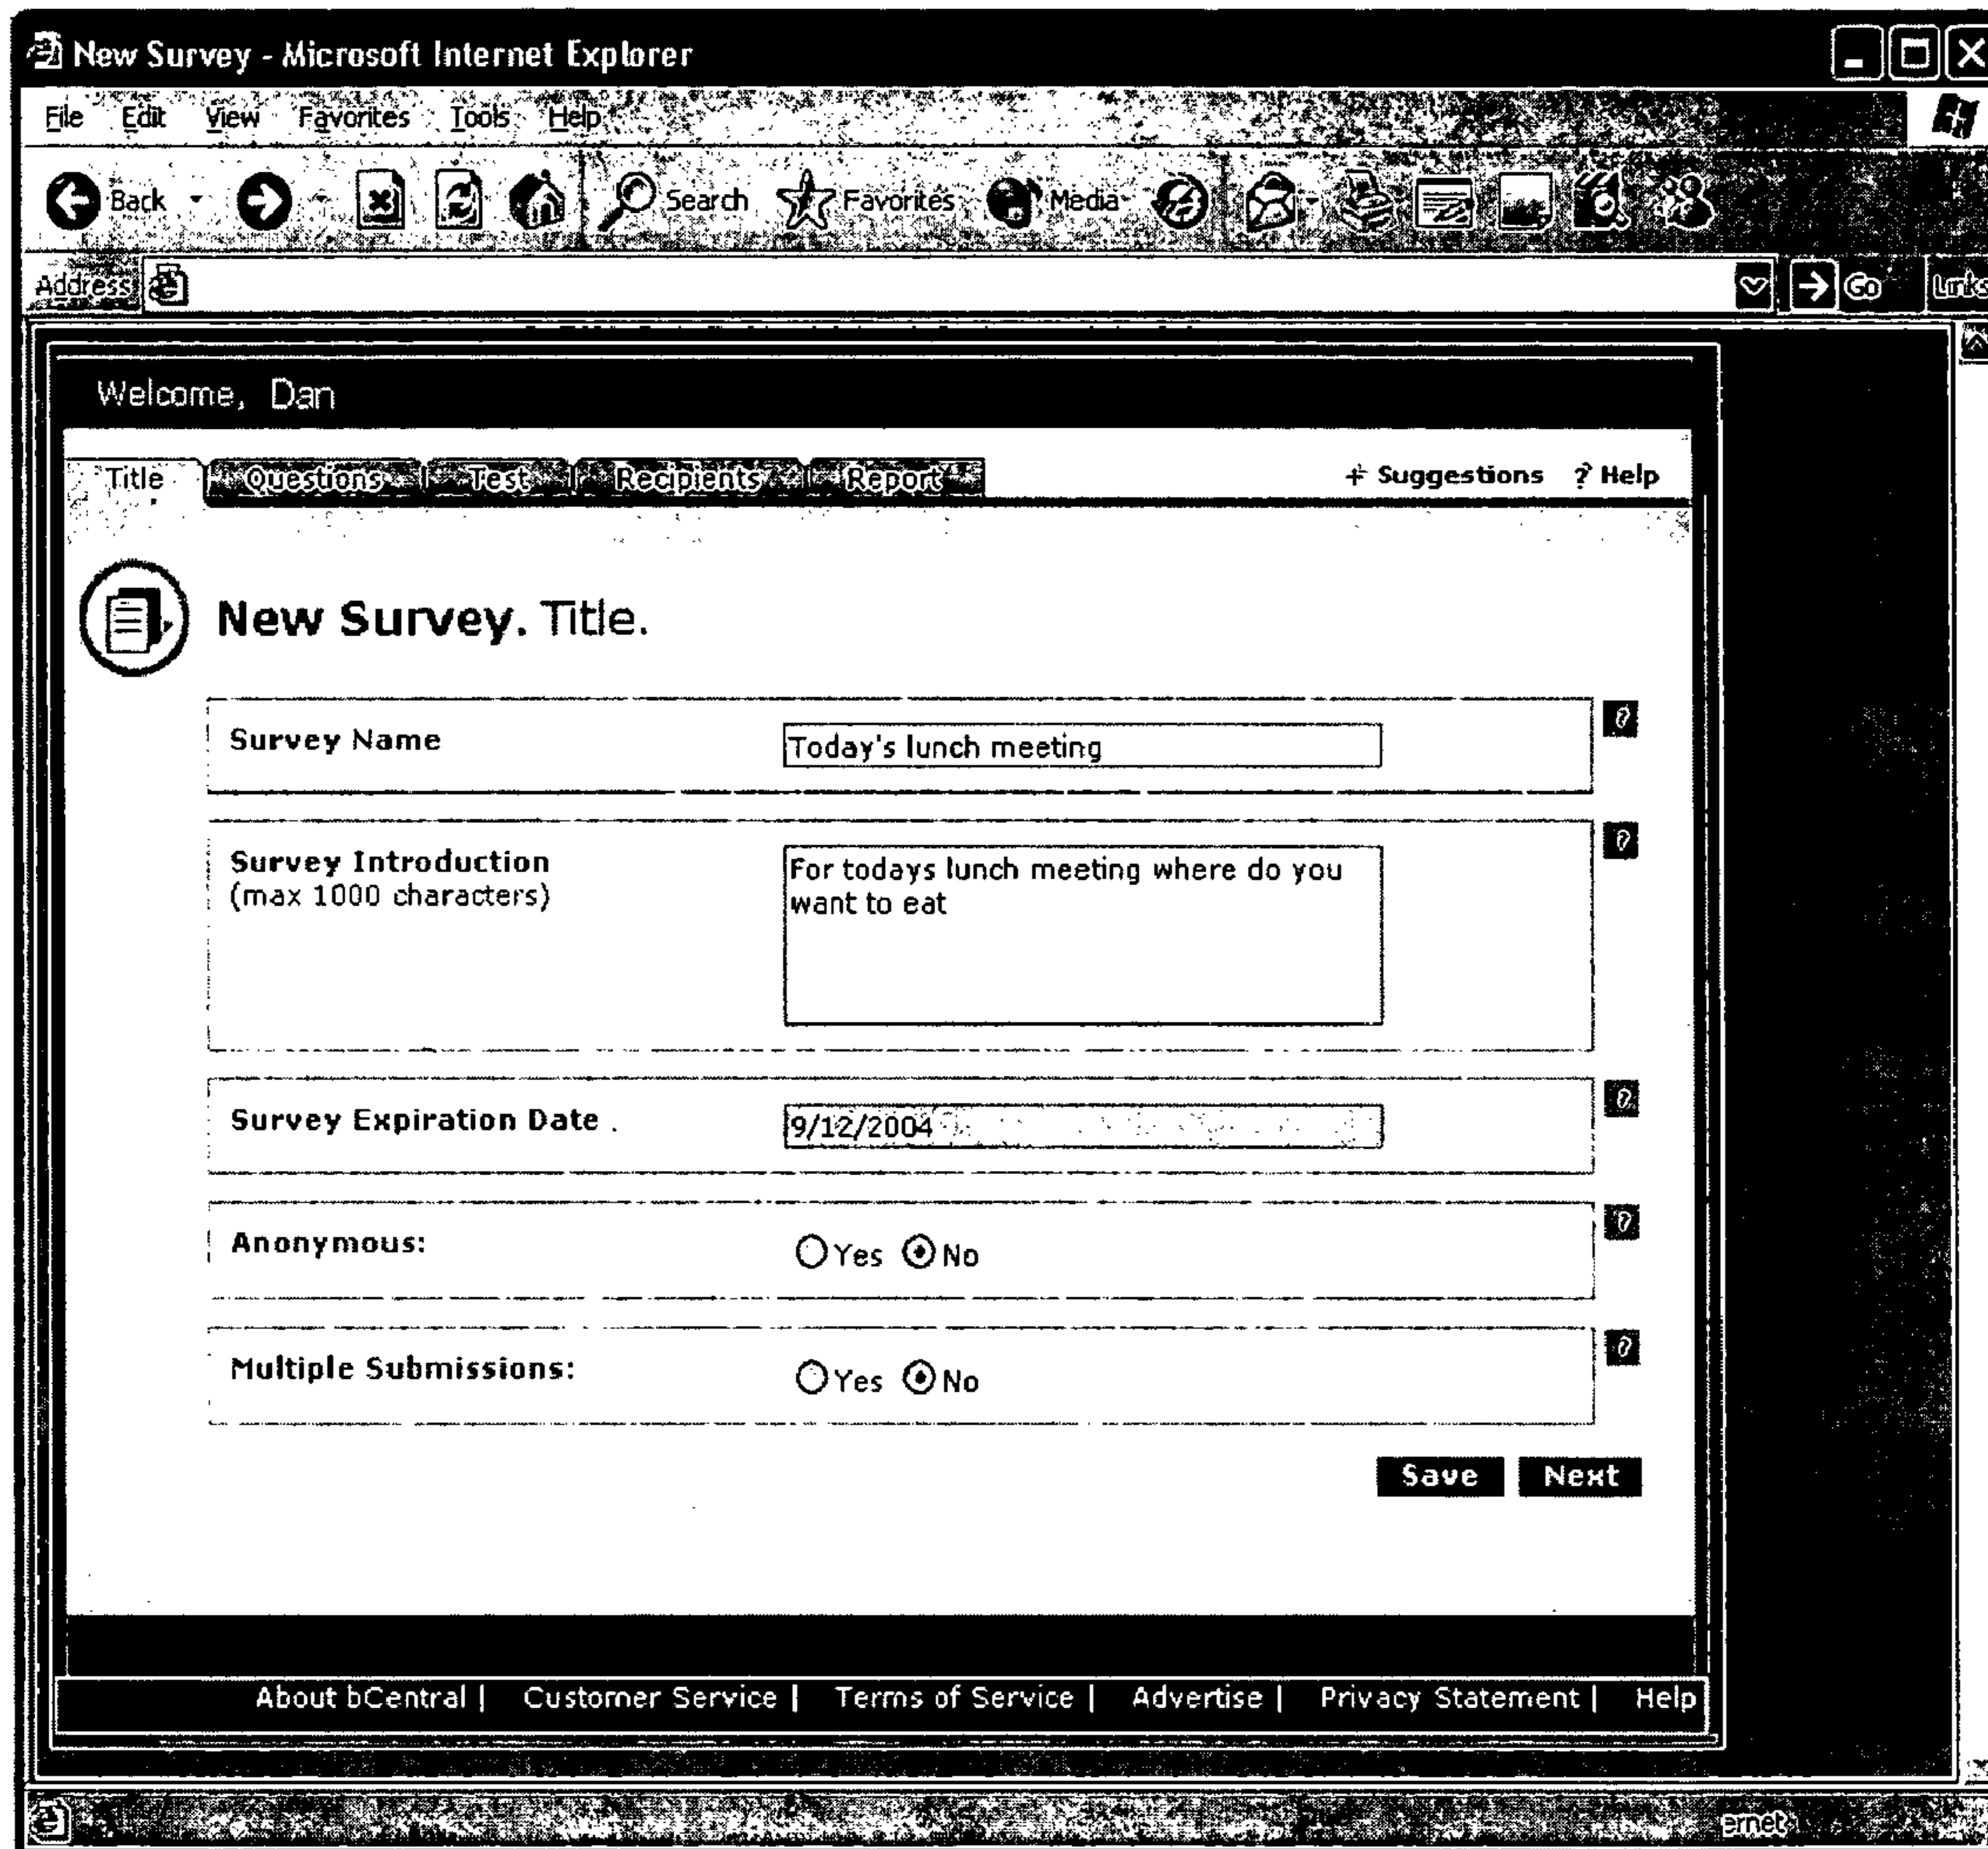 New Survey - Microsoft Internet Explorer
File Edit View Favorites Tools Help
Back Search Favorites Media
Address Go Links
Welcome, Dan
Title Questions Test Recipients Report + Suggestions ? Help
New Survey. Title.
Survey Name Today's lunch meeting ?
Survey Introduction For todays lunch meeting where do you ?
(max 1000 characters) want to eat
Survey Expiration Date 9/12/2004 ?
Anonymous: Yes No ?
Multiple Submissions: Yes No ?
Save Next
About bCentral | Customer Service | Terms of Service | Advertise | Privacy Statement | Help
ernet